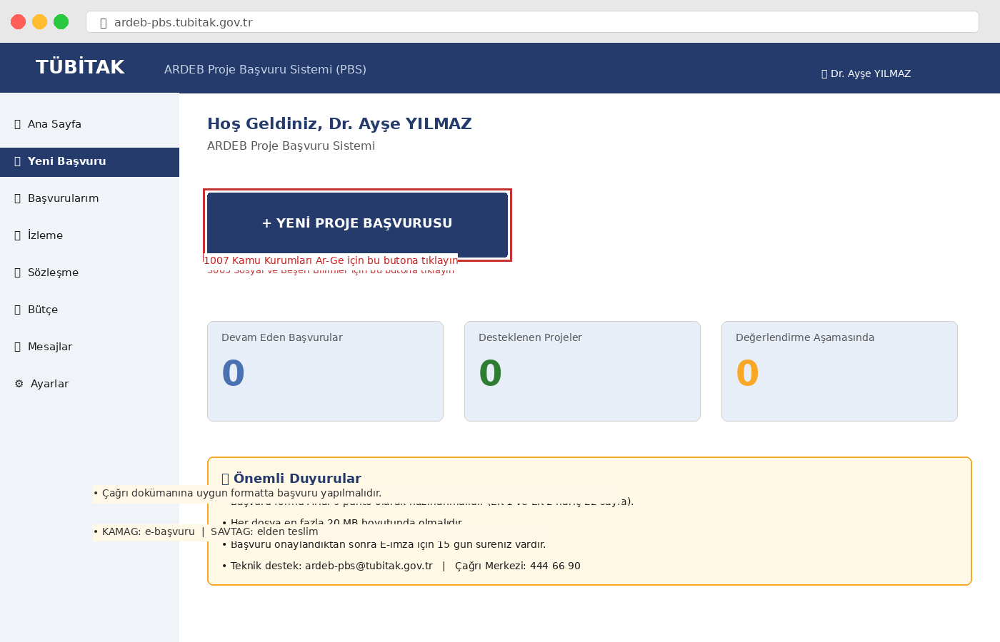 ardeb-pbs.tubitak.gov.tr
TÜBİTAK
ARDEB Proje Başvuru Sistemi (PBS)
Dr. Ayşe YILMAZ
Ana Sayfa
Yeni Başvuru
Başvurularım
İzleme
Sözleşme
Bütçe
Mesajlar
Ayarlar
Hoş Geldiniz, Dr. Ayşe YILMAZ
ARDEB Proje Başvuru Sistemi
+ YENİ PROJE BAŞVURUSU
1007 Kamu Kurumları Ar-Ge için bu butona tıklayın
Sosyal ve Beşeri Bilimler için bu butona tıklayın
Devam Eden Başvurular
0
Desteklenen Projeler
0
Değerlendirme Aşamasında
0
Önemli Duyurular
• Çağrı dokümanına uygun formatta başvuru yapılmalıdır.
• Başvuru formu Arial 9 punto olarak hazırlanmalıdır (EK-1 ve EK-2 hariç 22 sayfa).
• Her dosya en fazla 20 MB boyutunda olmalıdır.
• KAMAG: e-başvuru | SAVTAG: elden teslim
• Başvuru onaylandıktan sonra E-imza için 15 gün süreniz vardır.
• Teknik destek: ardeb-pbs@tubitak.gov.tr | Çağrı Merkezi: 444 66 90